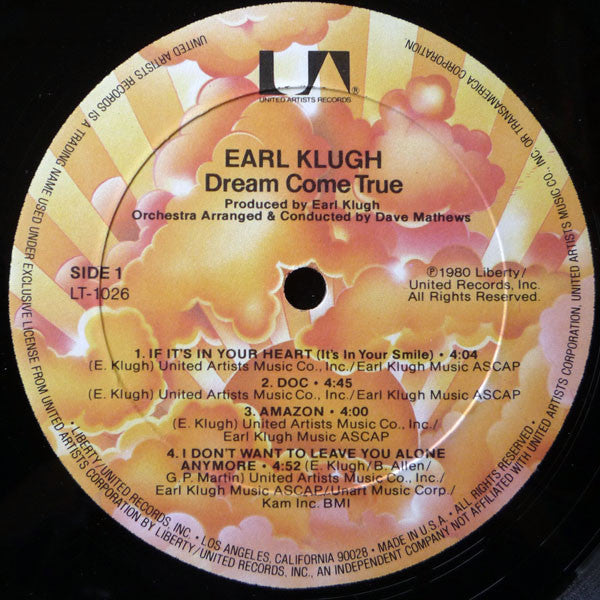 UA
®
UNITED ARTISTS RECORDS
EARL KLUGH
Dream Come True
Produced by Earl Klugh
Orchestra Arranged & Conducted by Dave Mathews
SIDE 1
LT-1026
℗1980 Liberty/
United Records, Inc.
All Rights Reserved.
1. IF IT'S IN YOUR HEART (It's In Your Smile) • 4:04
(E. Klugh) United Artists Music Co., Inc./Earl Klugh Music ASCAP
2. DOC • 4:45
(E. Klugh) United Artists Music Co., Inc./Earl Klugh Music ASCAP
3. AMAZON • 4:00
(E. Klugh) United Artists Music Co., Inc./
Earl Klugh Music ASCAP
4. I DON'T WANT TO LEAVE YOU ALONE
ANYMORE • 4:52 (E. Klugh/B. Allen/
G.P. Martin) United Artists Music Co., Inc./
Earl Klugh Music ASCAP/Unart Music Corp./
Kam Inc. BMI
• LIBERTY/UNITED RECORDS, INC. • LOS ANGELES, CALIFORNIA 90028 • MADE IN U.S.A. • ALL RIGHTS RESERVED •
UNITED ARTISTS RECORDS IS A TRADING NAME USED UNDER EXCLUSIVE LICENSE FROM UNITED ARTISTS CORPORATION BY LIBERTY/UNITED RECORDS, INC., AN INDEPENDENT COMPANY NOT AFFILIATED WITH UNITED ARTISTS CORPORATION, UNITED ARTISTS MUSIC CO., INC. OR TRANSAMERICA CORPORATION.